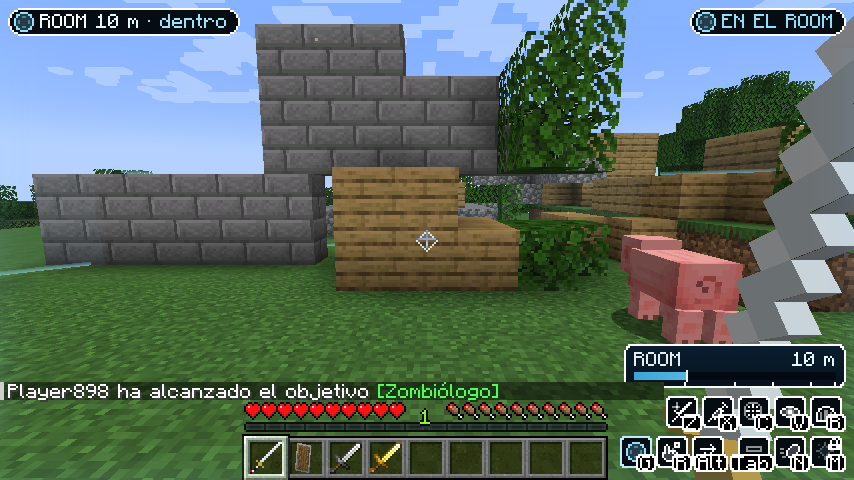 ROOM 10 m · dentro
EN EL ROOM
ROOM 10 m
Player898 ha alcanzado el objetivo [Zombiólogo]
1